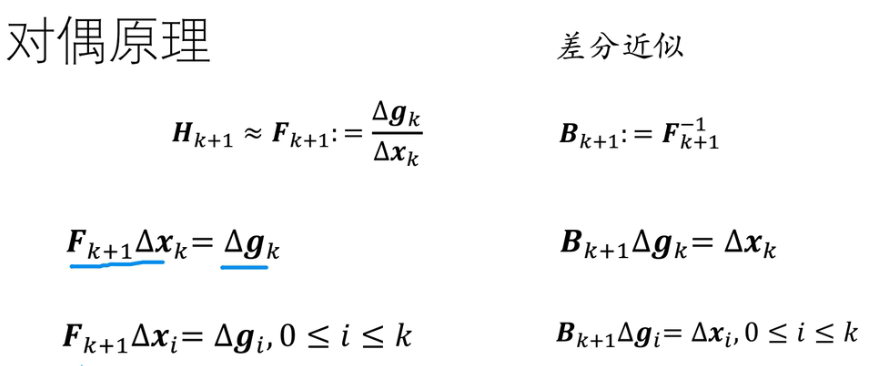 对偶原理 差分近似
H_{k+1} ≈ F_{k+1}: = Δg_k / Δx_k B_{k+1}: = F_{k+1}^{-1}
F_{k+1}Δx_k = Δg_k B_{k+1}Δg_k = Δx_k
F_{k+1}Δx_i = Δg_i, 0 ≤ i ≤ k B_{k+1}Δg_i = Δx_i, 0 ≤ i ≤ k